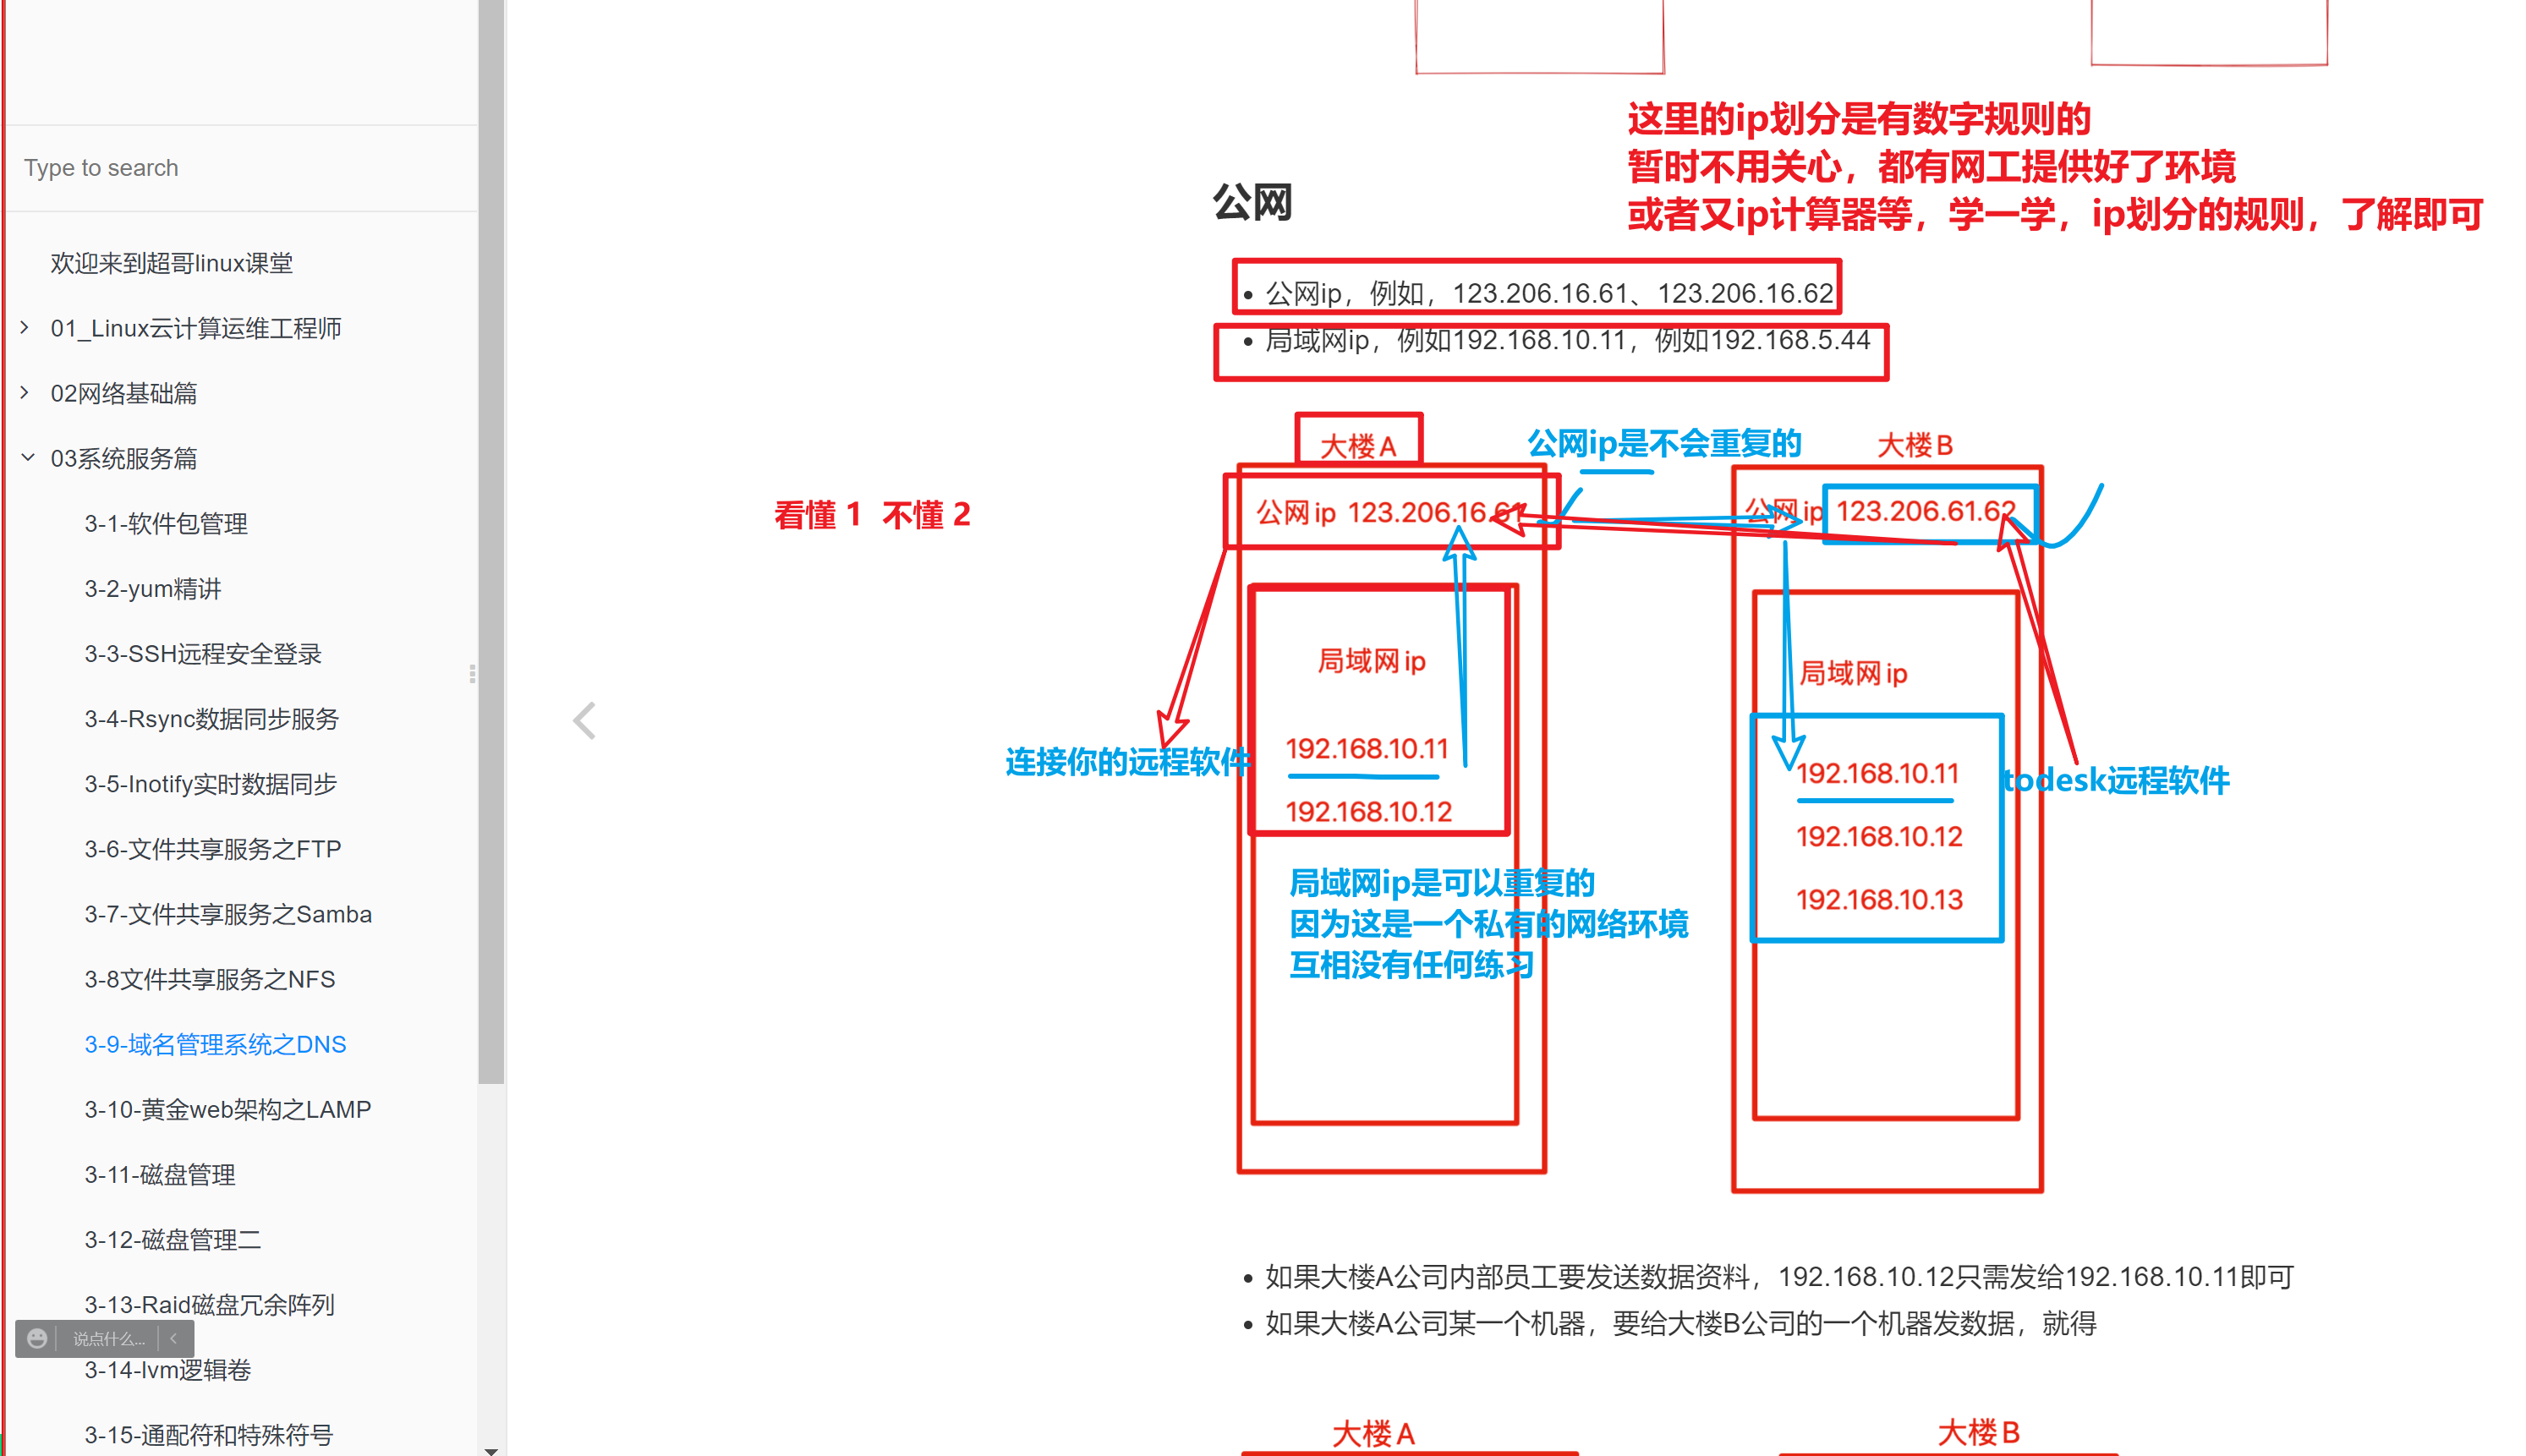 Type to search
欢迎来到超哥linux课堂
01_Linux云计算运维工程师
02网络基础篇
03系统服务篇
3-1-软件包管理
3-2-yum精讲
3-3-SSH远程安全登录
3-4-Rsync数据同步服务
3-5-Inotify实时数据同步
3-6-文件共享服务之FTP
3-7-文件共享服务之Samba
3-8文件共享服务之NFS
3-9-域名管理系统之DNS
3-10-黄金web架构之LAMP
3-11-磁盘管理
3-12-磁盘管理二
3-13-Raid磁盘冗余阵列
说点什么...
3-14-lvm逻辑卷
3-15-通配符和特殊符号
这里的ip划分是有数字规则的
暂时不用关心，都有网工提供好了环境
或者又ip计算器等，学一学，ip划分的规则，了解即可
公网
公网ip，例如，123.206.16.61、123.206.16.62
局域网ip，例如192.168.10.11，例如192.168.5.44
大楼A
公网ip是不会重复的
大楼B
看懂 1 不懂 2
公网ip 123.206.16.61
公网ip 123.206.61.62
局域网ip
局域网ip
连接你的远程软件
192.168.10.11
192.168.10.12
192.168.10.11
todesk远程软件
192.168.10.12
192.168.10.13
局域网ip是可以重复的
因为这是一个私有的网络环境
互相没有任何练习
如果大楼A公司内部员工要发送数据资料，192.168.10.12只需发给192.168.10.11即可
如果大楼A公司某一个机器，要给大楼B公司的一个机器发数据，就得
大楼A
大楼B